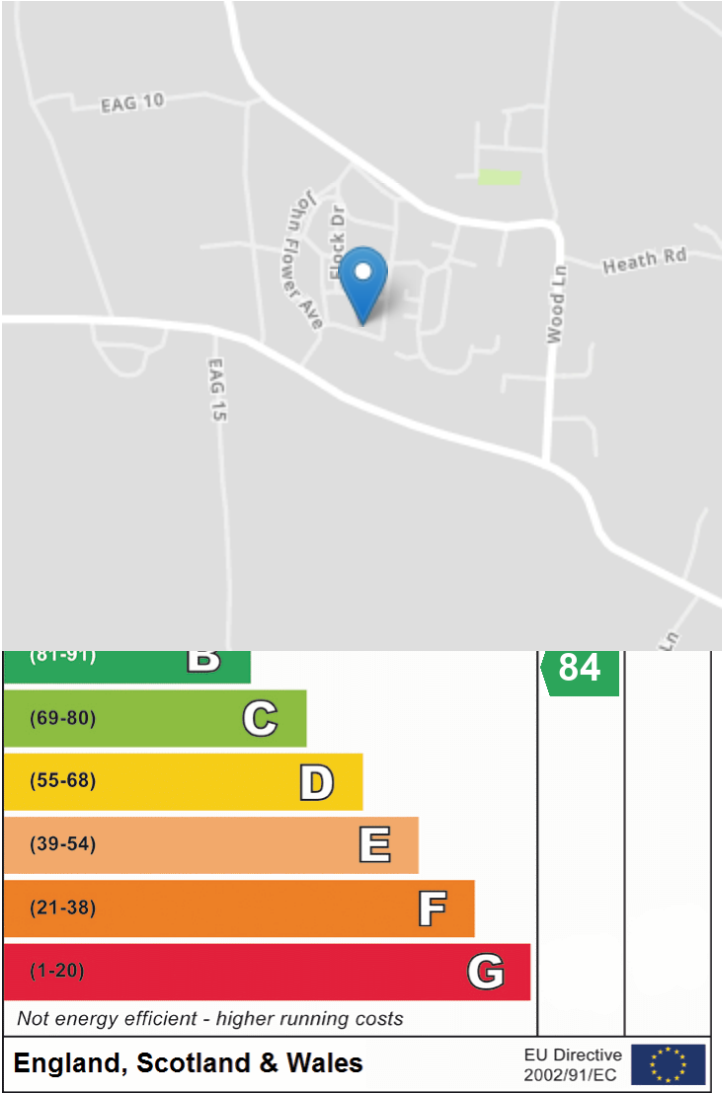 EAG 10
John Flower Ave
Flock Dr
Heath Rd
Wood Ln
EAG 15
Ln
(81-91) B
84
(69-80) C
(55-68) D
(39-54) E
(21-38) F
(1-20) G
Not energy efficient - higher running costs
England, Scotland & Wales
EU Directive
2002/91/EC